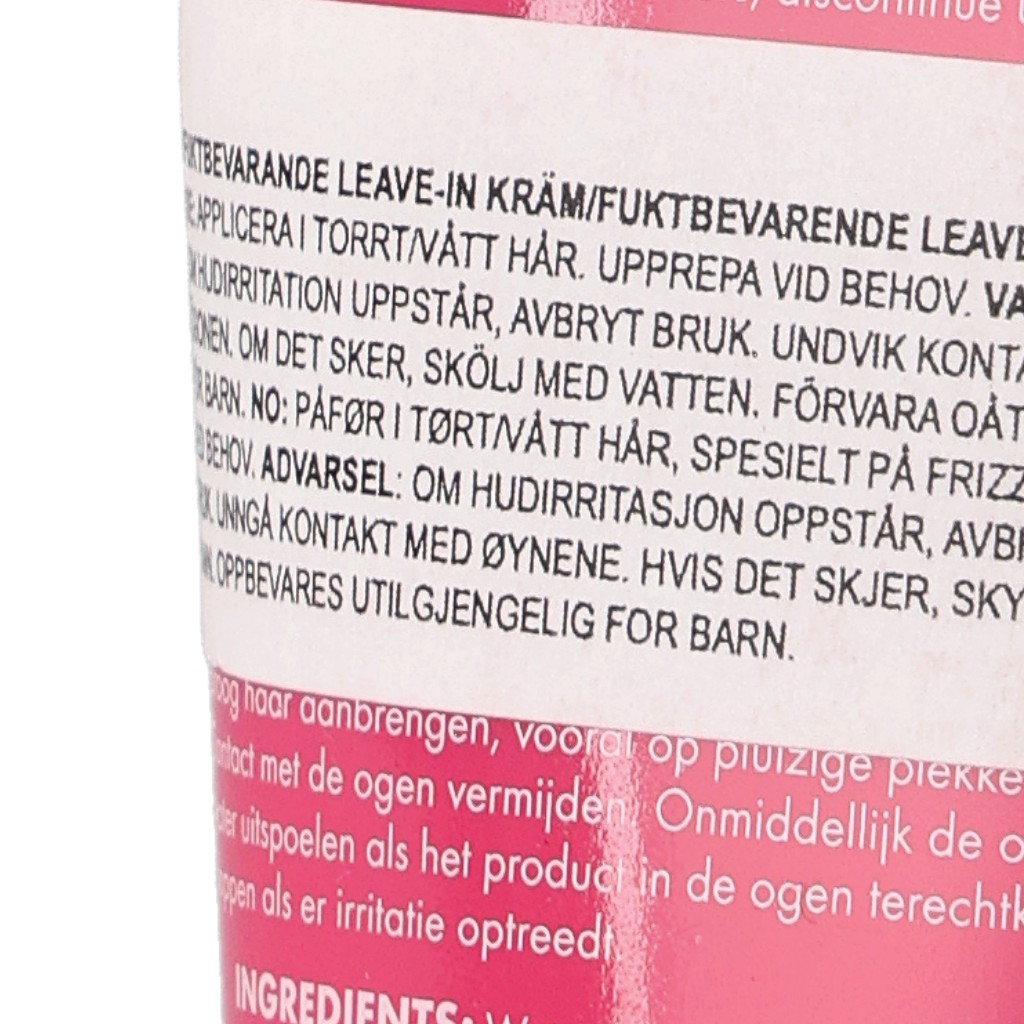 discontinue
FUKTBEVARANDE LEAVE-IN KRÄM/FUKTBEVARENDE LEAVE
APPLICERA I TORRT/VÅTT HÅR. UPPREPA VID BEHOV. VA
HUDIRRITATION UPPSTÅR, AVBRYT BRUK. UNDVIK KONTA
OM DET SKER, SKÖLJ MED VATTEN. FÖRVARA OÅT
BARN. NO: PÅFØR I TØRT/VÅTT HÅR, SPESIELT PÅ FRIZZ
BEHOV. ADVARSEL: OM HUDIRRITASJON OPPSTÅR, AVB
UNNGÅ KONTAKT MED ØYNENE. HVIS DET SKJER, SKY
OPPBEVARES UTILGJENGELIG FOR BARN.
haar aanbrengen, vooral op pluizige plekke
met de ogen vermijden. Onmiddellijk de o
uitspoelen als het product in de ogen terechtk
als er irritatie optreedt
INGREDIENTS: W